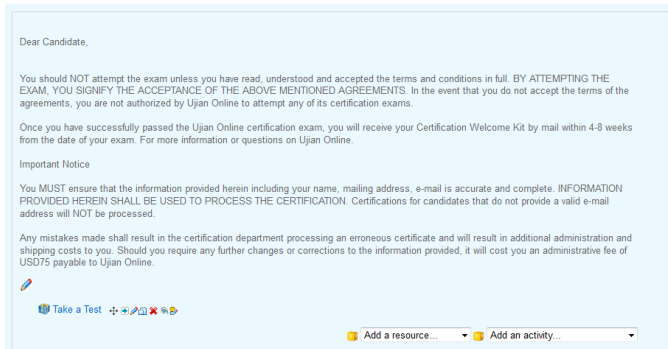 Dear Candidate,
You should NOT attempt the exam unless you have read, understood and accepted the terms and conditions in full. BY ATTEMPTING THE
EXAM, YOU SIGNIFY THE ACCEPTANCE OF THE ABOVE MENTIONED AGREEMENTS. In the event that you do not accept the terms of the
agreements, you are not authorized by Ujian Online to attempt any of its certification exams.
Once you have successfully passed the Ujian Online certification exam, you will receive your Certification Welcome Kit by mail within 4-8 weeks
from the date of your exam. For more information or questions on Ujian Online.
Important Notice
You MUST ensure that the information provided herein including your name, mailing address, e-mail is accurate and complete. INFORMATION
PROVIDED HEREIN SHALL BE USED TO PROCESS THE CERTIFICATION. Certifications for candidates that do not provide a valid e-mail
address will NOT be processed.
Any mistakes made shall result in the certification department processing an erroneous certificate and will result in additional administration and
shipping costs to you. Should you require any further changes or corrections to the information provided, it will cost you an administrative fee of
USD75 payable to Ujian Online.
Take a Test
Add a resource... Add an activity...